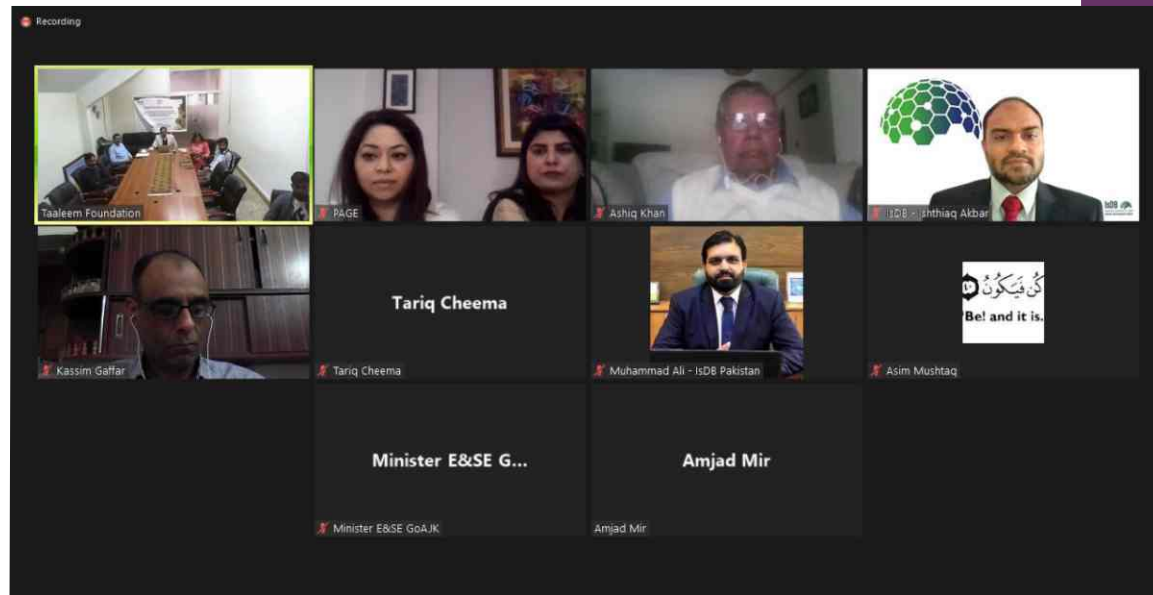 Recording
Taaleem Foundation
PAGE
Ashiq Khan
IsDB - Ishthiaq Akbar
IsDB
Kassim Gaffar
Tariq Cheema
Tariq Cheema
Muhammad Ali - IsDB Pakistan
كُن فَيَكُونُ
"Be! and it is.
Asim Mushtaq
Minister E&SE G...
Minister E&SE GoAJK
Amjad Mir
Amjad Mir